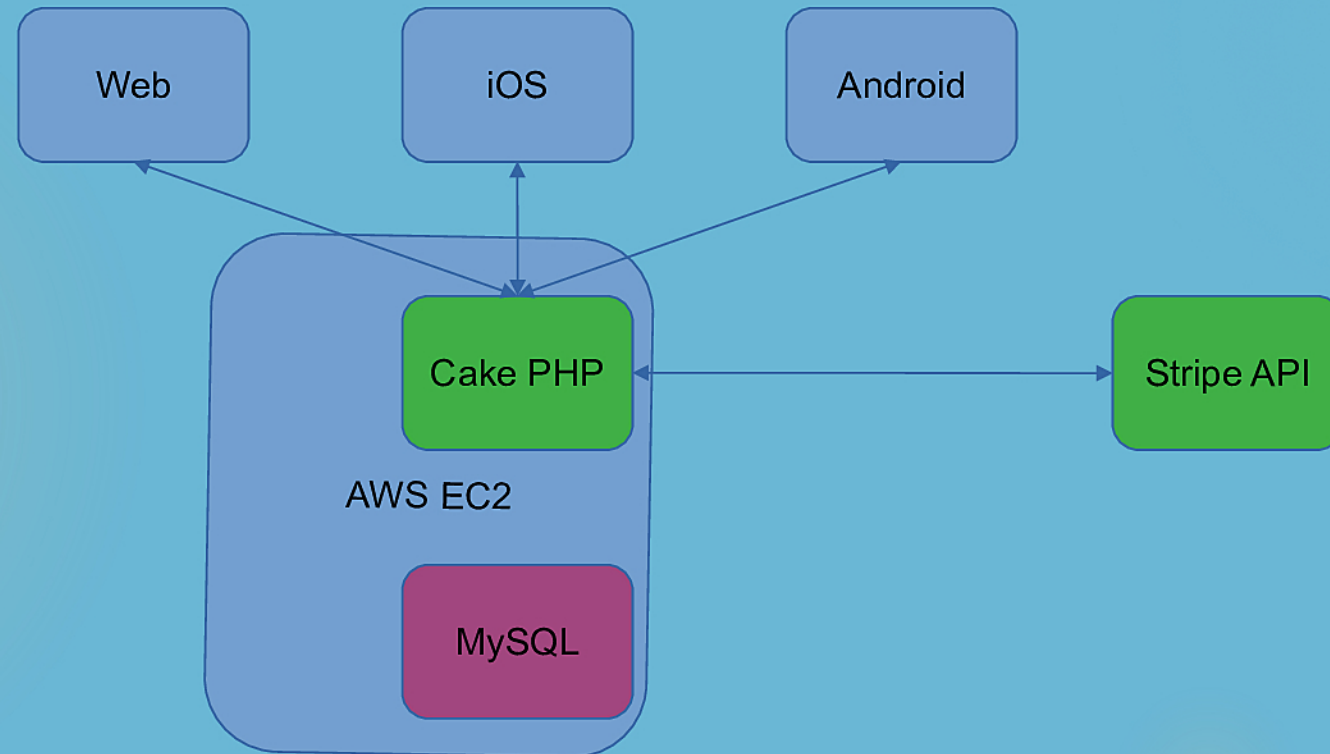 Web
iOS
Android
Cake PHP
Stripe API
AWS EC2
MySQL